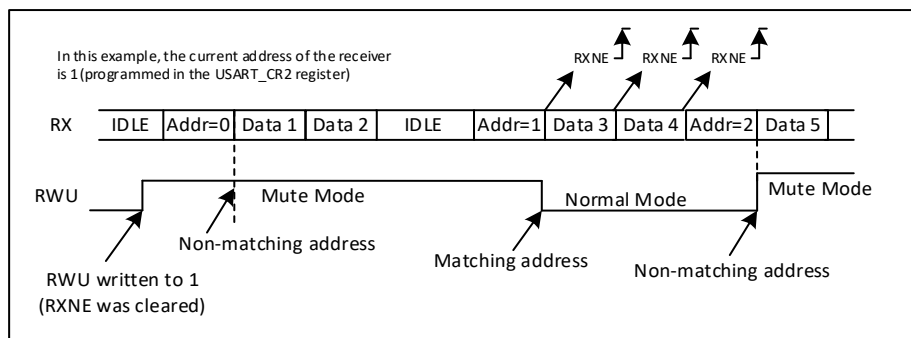 In this example, the current address of the receiver
is 1(programmed in the USART_CR2 register)
RXNE RXNE RXNE
RX IDLE Addr=0 Data 1 Data 2 IDLE Addr=1 Data 3 Data 4 Addr=2 Data 5
RWU Mute Mode Normal Mode Mute Mode
Non-matching address Matching address Non-matching address
RWU written to 1
(RXNE was cleared)